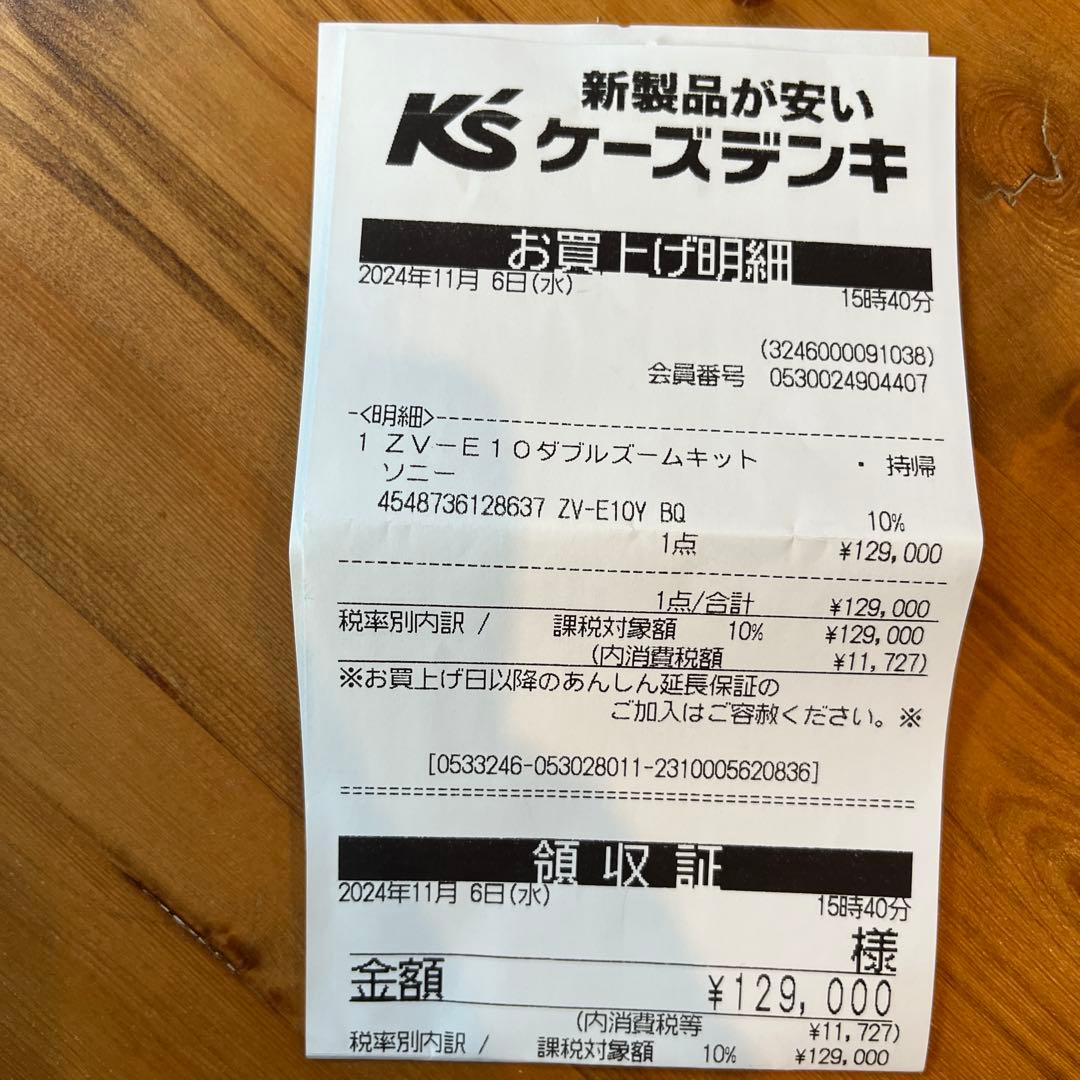 新製品が安い
K's ケーズデンキ
お買上げ明細
2024年11月 6日(水)
15時40分
(3246000091038)
会員番号 0530024904407
-<明細>--------------------
1 ZV-E10ダブルズームキット ・ 持帰
ソニー
4548736128637 ZV-E10Y BQ 10%
1点 ¥129,000
1点/合計 ¥129,000
税率別内訳 / 課税対象額 10% ¥129,000
(内消費税額 ¥11,727)
※お買上げ日以降のあんしん延長保証の
ご加入はご容赦ください。※
[0533246-053028011-2310005620836]
領収証
2024年11月 6日(水)
15時40分
様
金額 ¥129,000
(内消費税等 ¥11,727)
税率別内訳 / 課税対象額 10% ¥129,000